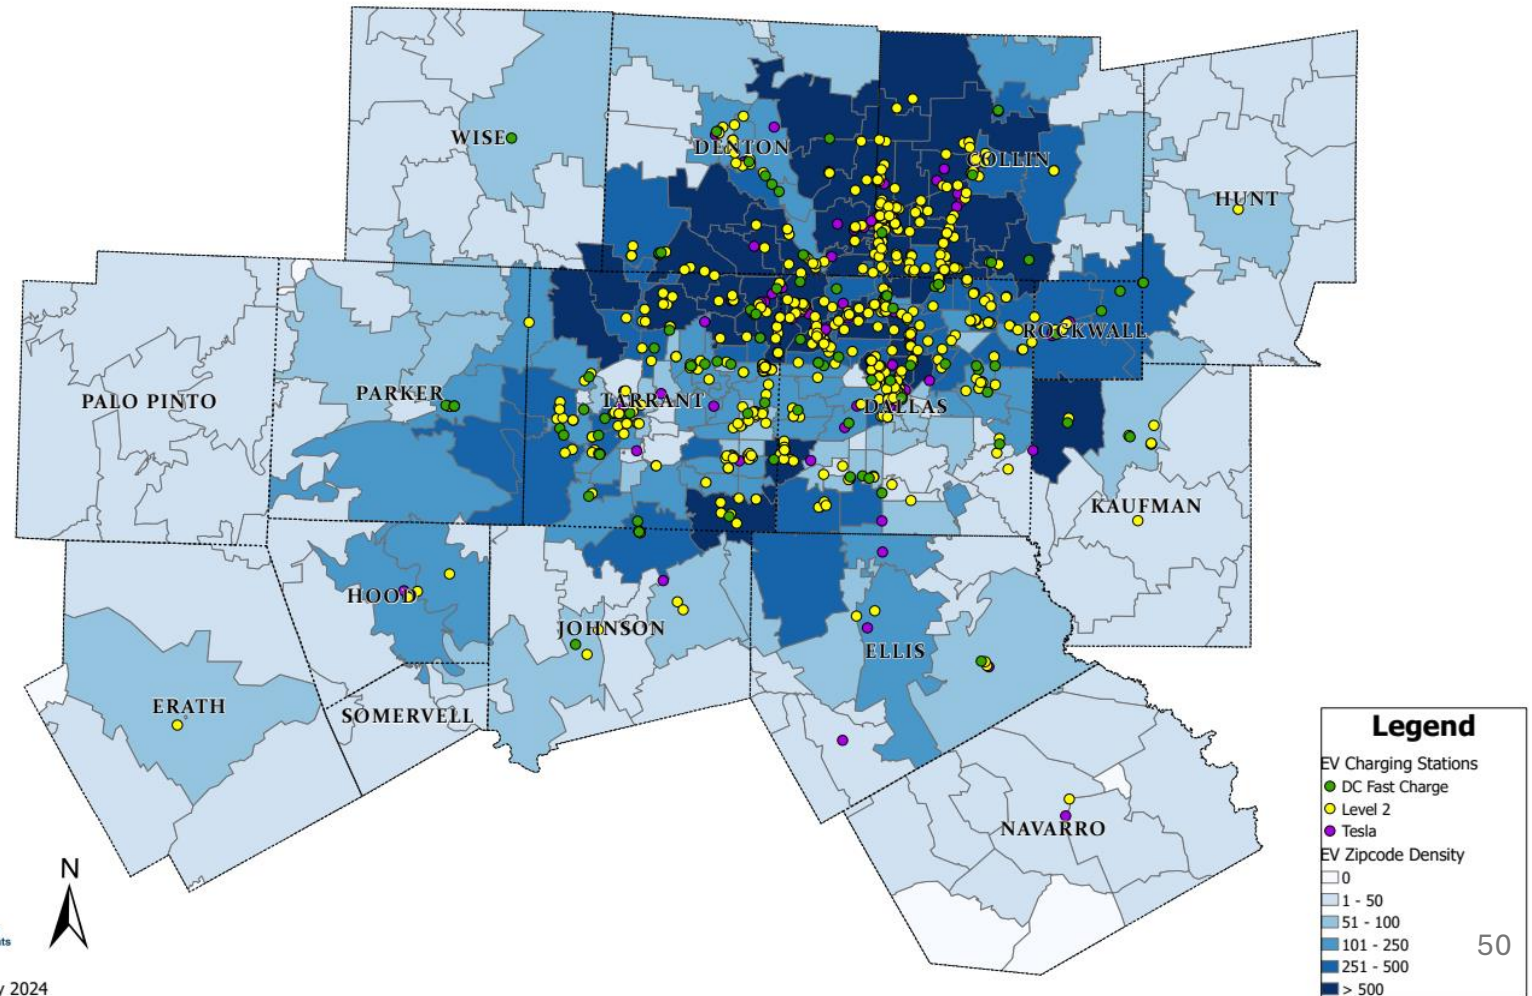 WISE
DENTON
COLLIN
HUNT
ROCKWALL
PALO PINTO
PARKER
TARRANT
DALLAS
KAUFMAN
HOOD
JOHNSON
ELLIS
ERATH
SOMERVELL
NAVARRO
N
Legend
EV Charging Stations
DC Fast Charge
Level 2
Tesla
EV Zipcode Density
0
1 - 50
51 - 100
101 - 250
251 - 500
> 500
50
2024